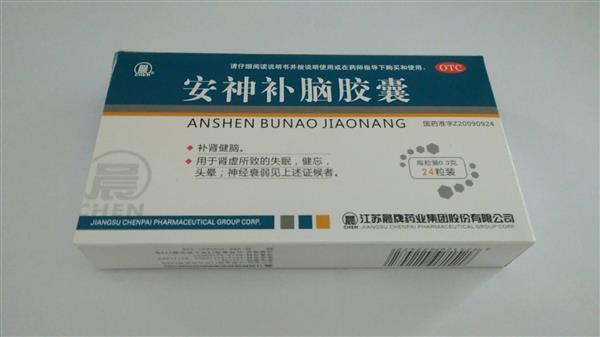 请仔细阅读说明书并按说明使用或在药师指导下购买和使用。
OTC
晨
CHEN
安神补脑胶囊
ANSHEN BUNAO JIAONANG
国药准字Z20090924
• 补肾健脑。
• 用于肾虚所致的失眠,健忘,
头晕;神经衰弱见上述证候者。
每粒装0.3克
24粒装
晨
JIANGSU CHENPAI PHARMACEUTICAL GROUP CORP.
晨
CHEN
江苏晨牌药业集团股份有限公司
JIANGSU CHENPAI PHARMACEUTICAL GROUP CORP.